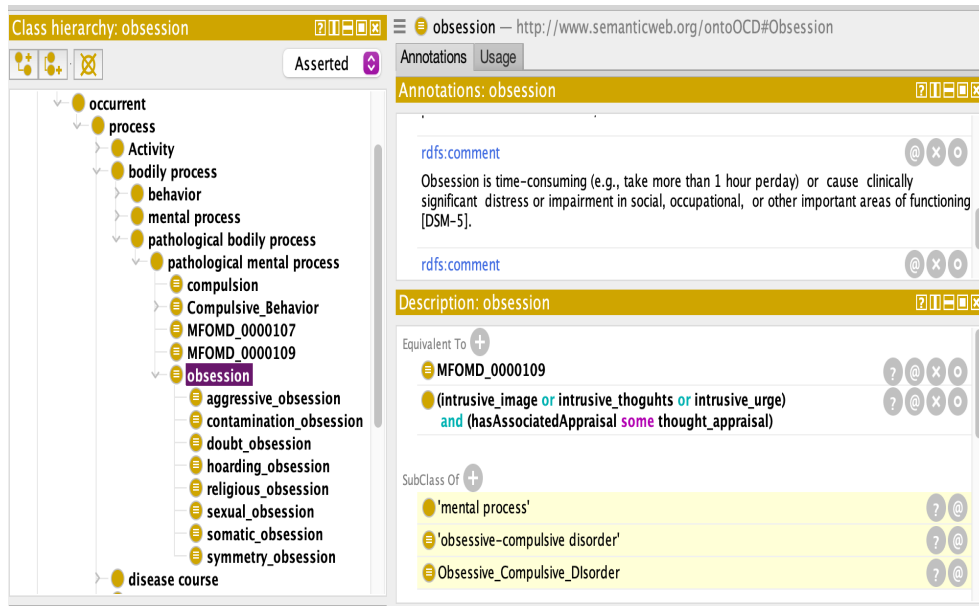 Class hierarchy: obsession
Asserted
occurrent
process
Activity
bodily process
behavior
mental process
pathological bodily process
pathological mental process
compulsion
Compulsive_Behavior
MFOMD_0000107
MFOMD_0000109
obsession
aggressive_obsession
contamination_obsession
doubt_obsession
hoarding_obsession
religious_obsession
sexual_obsession
somatic_obsession
symmetry_obsession
disease course
obsession — http://www.semanticweb.org/ontoOCD#Obsession
Annotations Usage
Annotations: obsession
rdfs:comment
Obsession is time-consuming (e.g., take more than 1 hour perday) or cause clinically
significant distress or impairment in social, occupational, or other important areas of functioning
[DSM-5].
rdfs:comment
Description: obsession
Equivalent To
MFOMD_0000109
(intrusive_image or intrusive_thoguhts or intrusive_urge)
and (hasAssociatedAppraisal some thought_appraisal)
SubClass Of
'mental process'
'obsessive-compulsive disorder'
Obsessive_Compulsive_DIsorder